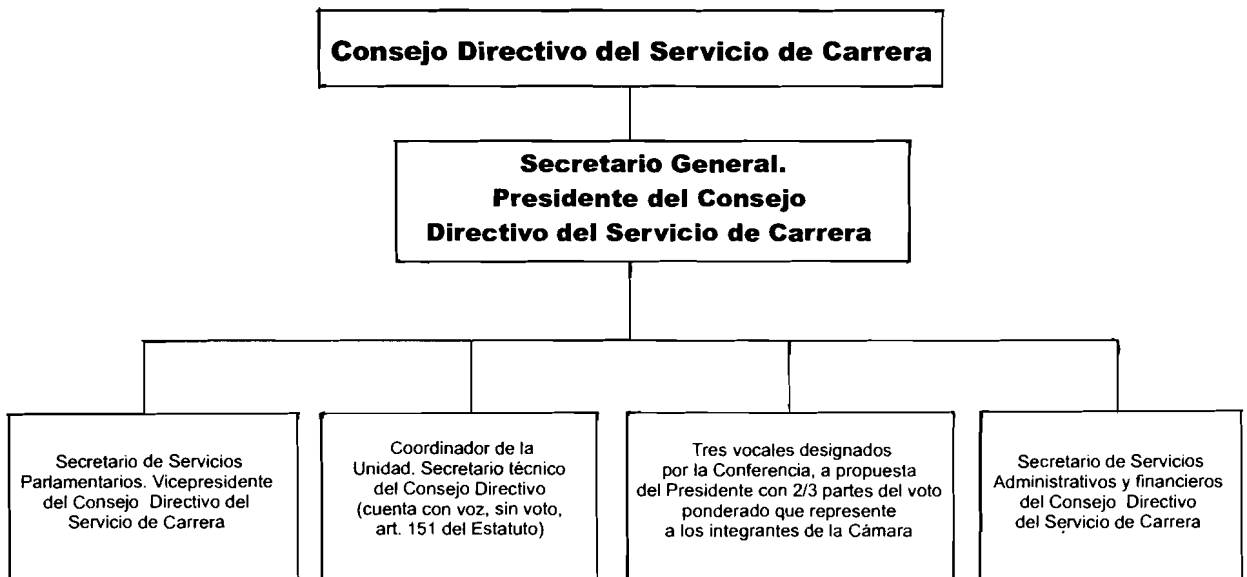 Consejo Directivo del Servicio de Carrera
Secretario General.
Presidente del Consejo
Directivo del Servicio de Carrera
Secretario de Servicios
Parlamentarios. Vicepresidente
del Consejo Directivo del
Servicio de Carrera
Coordinador de la
Unidad. Secretario técnico
del Consejo Directivo
(cuenta con voz, sin voto,
art. 151 del Estatuto)
Tres vocales designados
por la Conferencia, a propuesta
del Presidente con 2/3 partes del voto
ponderado que represente
a los integrantes de la Cámara
Secretario de Servicios
Administrativos y financieros
del Consejo Directivo
del Servicio de Carrera